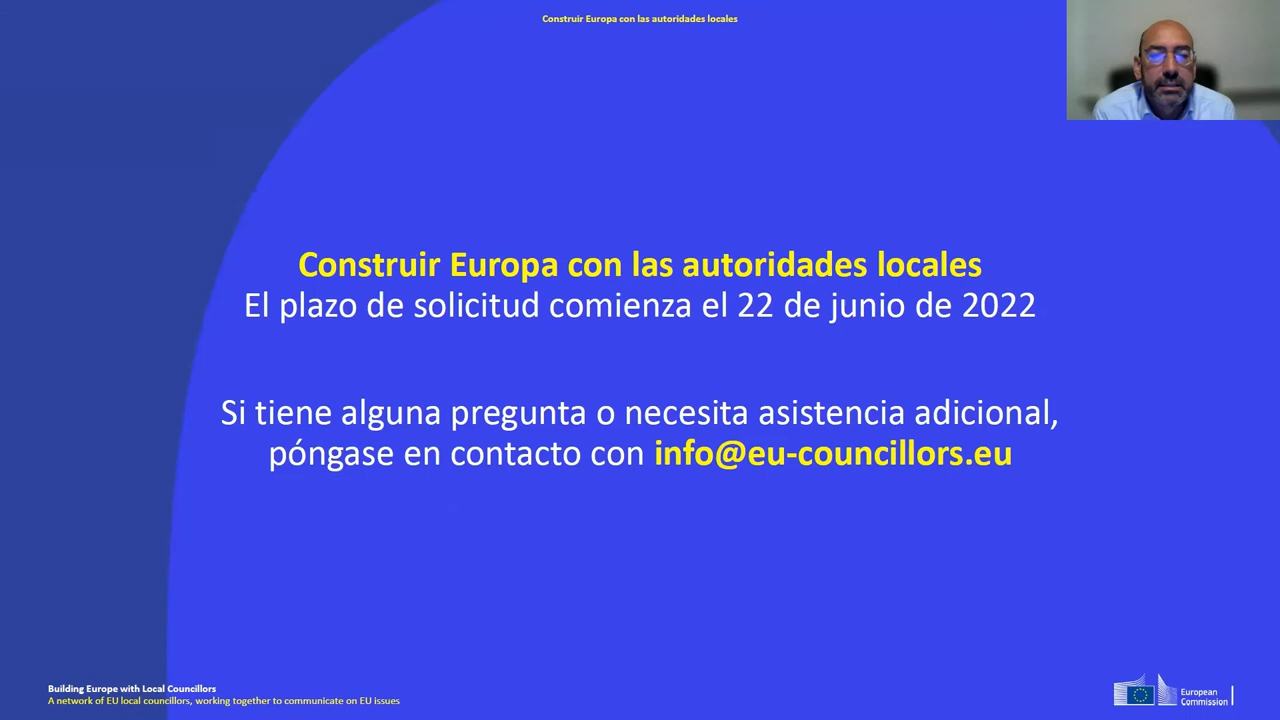 Construir Europa con las autoridades locales
Construir Europa con las autoridades locales
El plazo de solicitud comienza el 22 de junio de 2022
Si tiene alguna pregunta o necesita asistencia adicional,
póngase en contacto con info@eu-councillors.eu
Building Europe with Local Councillors
A network of EU local councillors, working together to communicate on EU issues
European
Commission